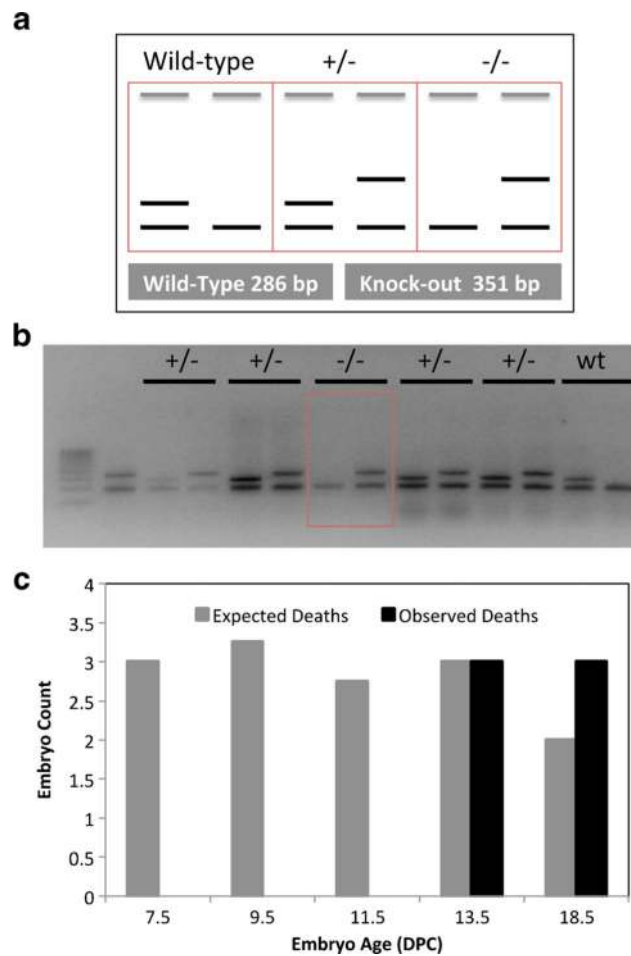 a
Wild-type +/- -/-
Wild-Type 286 bp Knock-out 351 bp
b
+/- +/- -/- +/- +/- wt
c
4
3.5
3
2.5
2
1.5
1
0.5
0
Expected Deaths Observed Deaths
Embryo Count
7.5 9.5 11.5 13.5 18.5
Embryo Age (DPC)